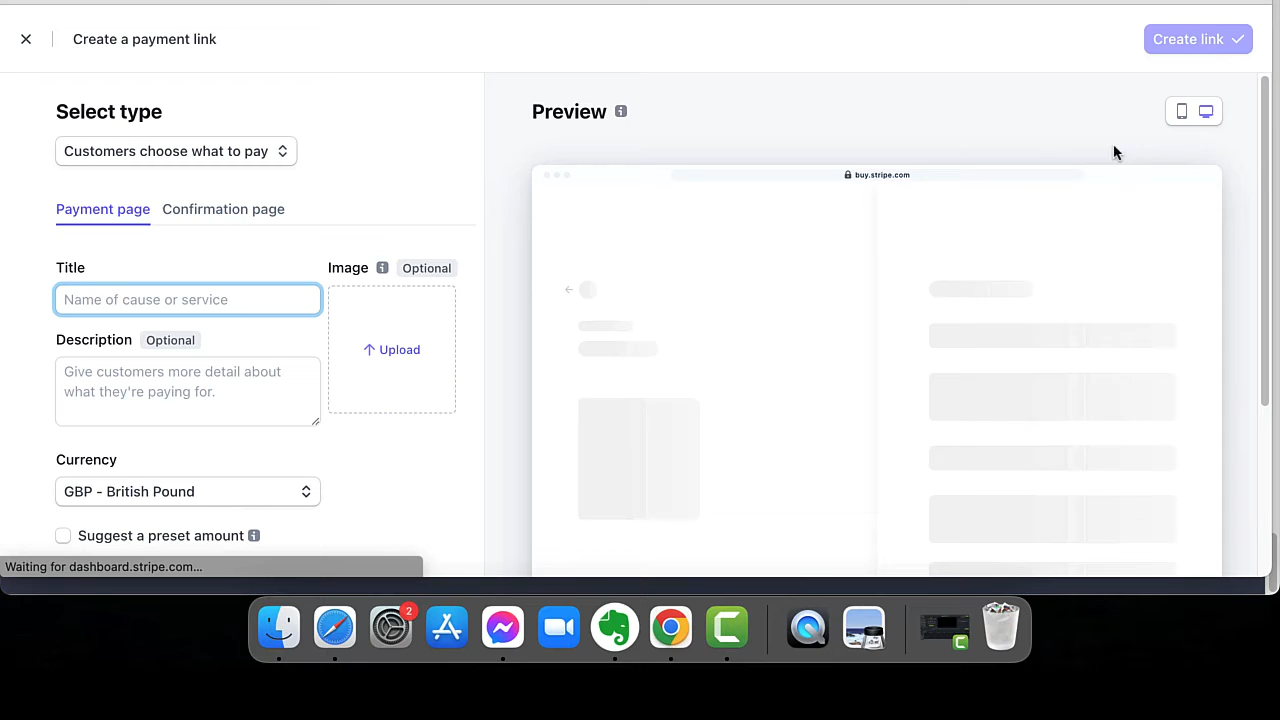 Create a payment link
Create link
Select type
Customers choose what to pay
Payment page
Confirmation page
Title
Name of cause or service
Image
Optional
Upload
Description
Optional
Give customers more detail about
what they're paying for.
Currency
GBP - British Pound
Suggest a preset amount
Waiting for dashboard.stripe.com...
Preview
buy.stripe.com
2